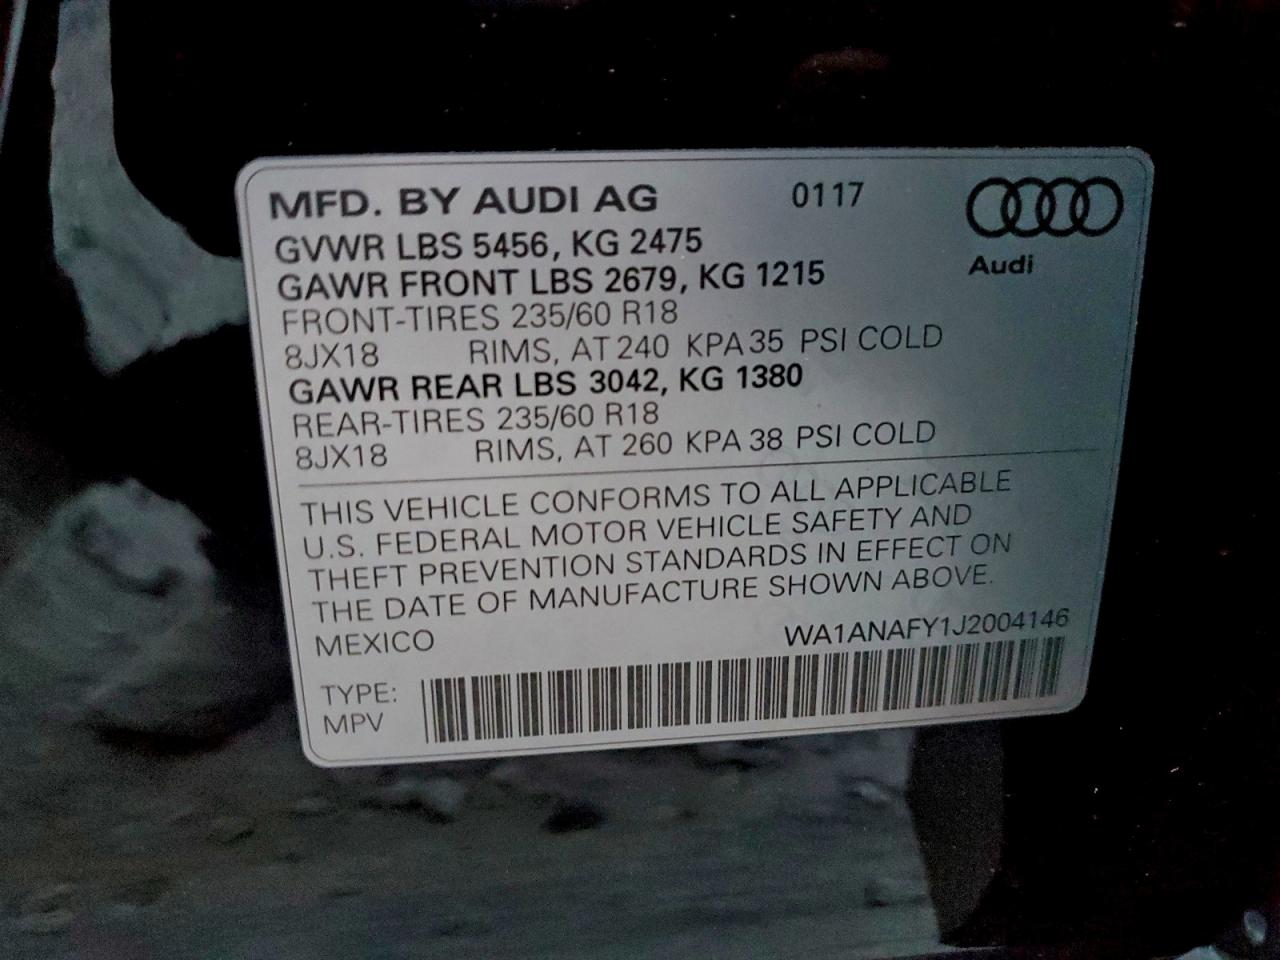 MFD. BY AUDI AG 0117
Audi
GVWR LBS 5456, KG 2475
GAWR FRONT LBS 2679, KG 1215
FRONT-TIRES 235/60 R18
8JX18 RIMS, AT 240 KPA 35 PSI COLD
GAWR REAR LBS 3042, KG 1380
REAR-TIRES 235/60 R18
8JX18 RIMS, AT 260 KPA 38 PSI COLD
THIS VEHICLE CONFORMS TO ALL APPLICABLE
U.S. FEDERAL MOTOR VEHICLE SAFETY AND
THEFT PREVENTION STANDARDS IN EFFECT ON
THE DATE OF MANUFACTURE SHOWN ABOVE.
MEXICO WA1ANAFY1J2004146
TYPE:
MPV